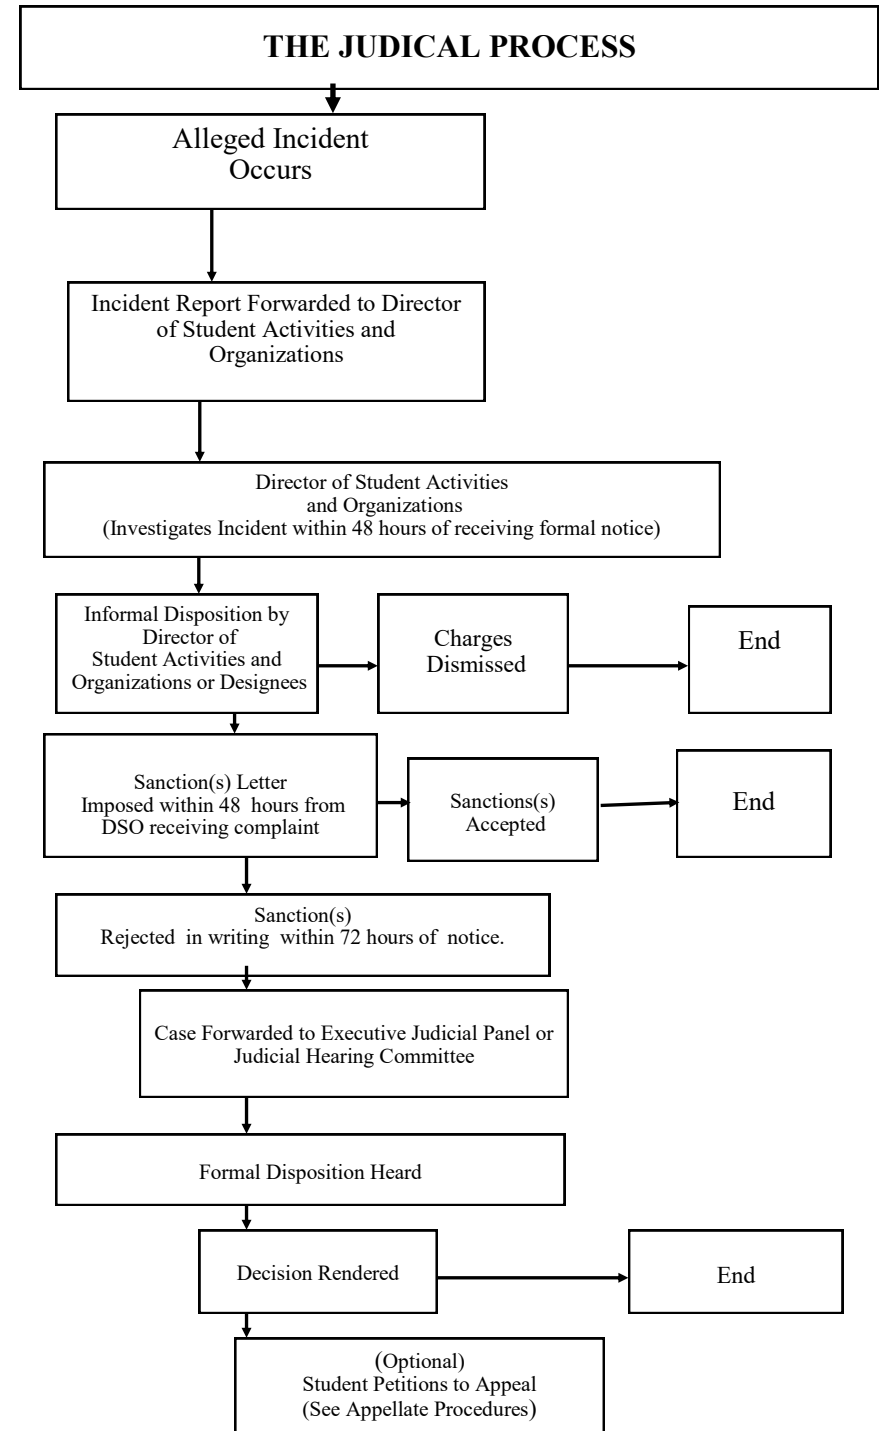 THE JUDICAL PROCESS
Alleged Incident
Occurs
Incident Report Forwarded to Director
of Student Activities and
Organizations
Director of Student Activities
and Organizations
(Investigates Incident within 48 hours of receiving formal notice)
Informal Disposition by
Director of
Student Activities and
Organizations or Designees
Charges
Dismissed
End
Sanction(s) Letter
Imposed within 48 hours from
DSO receiving complaint
Sanctions(s)
Accepted
End
Sanction(s)
Rejected in writing within 72 hours of notice.
Case Forwarded to Executive Judicial Panel or
Judicial Hearing Committee
Formal Disposition Heard
Decision Rendered
End
(Optional)
Student Petitions to Appeal
(See Appellate Procedures)